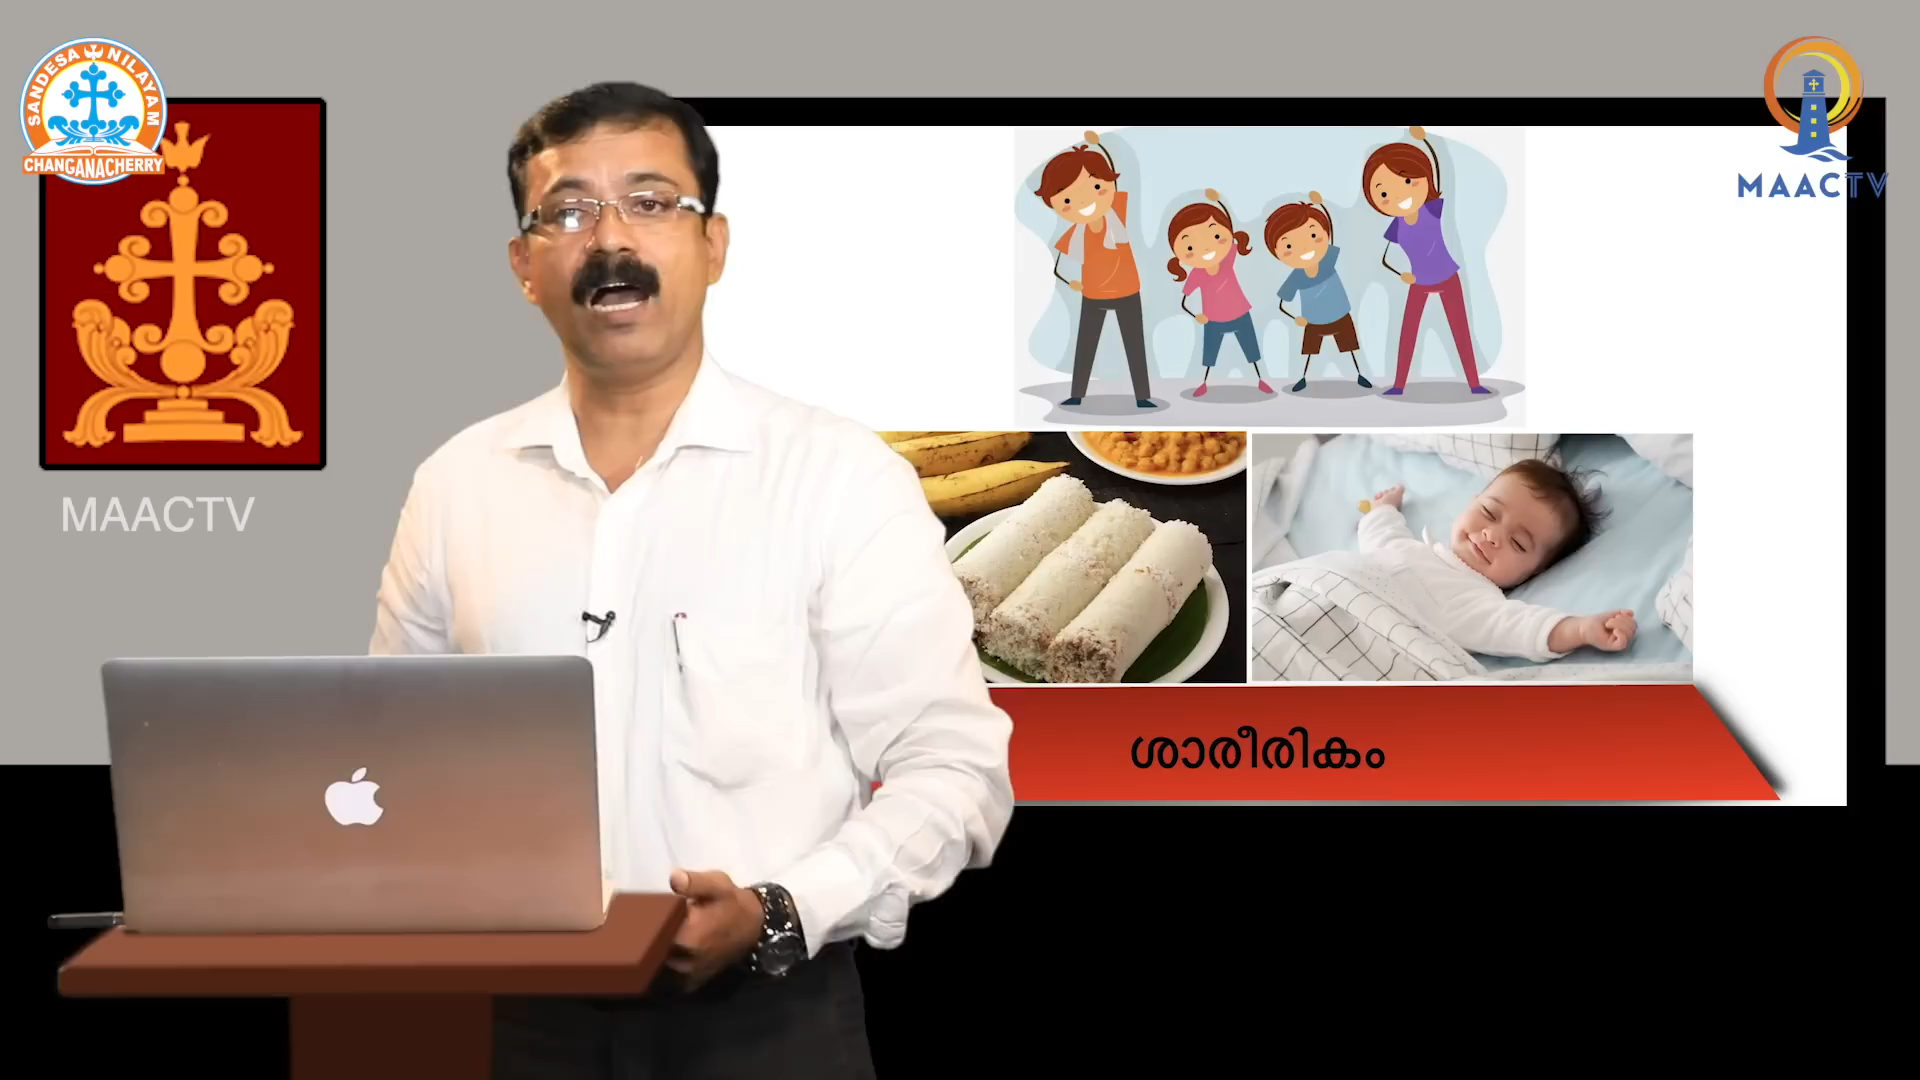 SANDESA NILAYAM
CHANGANACHERRY
MAACTV
MAACTV
ശാരീരികം